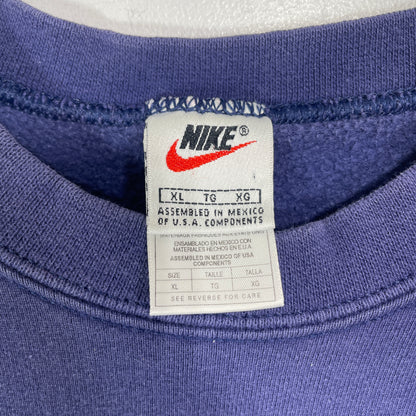 NIKE
XL TG XG
ASSEMBLED IN MEXICO
OF U.S.A. COMPONENTS
ENSAMBLADO EN MEXICO CON
MATERIALES HECHOS EN E.U.A.
ASSEMBLED IN MEXICO OF USA
COMPONENTS
SIZE TAILLE TALLA
XL TG XG
SEE REVERSE FOR CARE